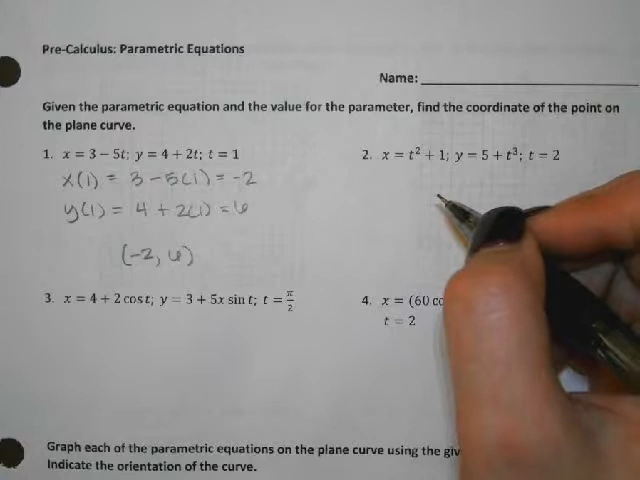 Pre-Calculus: Parametric Equations
Name:
Given the parametric equation and the value for the parameter, find the coordinate of the point on
the plane curve.
1. x = 3 − 5t; y = 4 + 2t; t = 1
x(1) = 3 − 5(1) = -2
y(1) = 4 + 2(1) = 6
(-2, 6)
2. x = t² + 1; y = 5 + t³; t = 2
3. x = 4 + 2 cos t; y = 3 + 5x sin t; t = π/2
4. x = (60 co
t = 2
Graph each of the parametric equations on the plane curve using the giv
Indicate the orientation of the curve.